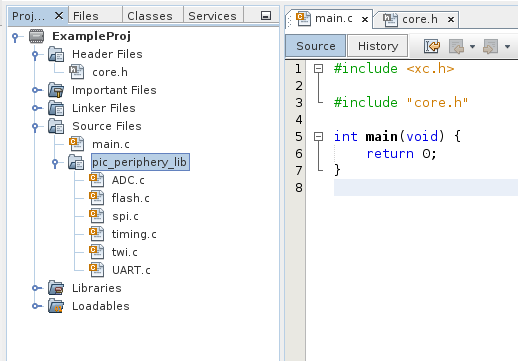 Proj...
Files
Classes
Services
ExampleProj
Header Files
core.h
Important Files
Linker Files
Source Files
main.c
pic_periphery_lib
ADC.c
flash.c
spi.c
timing.c
twi.c
UART.c
Libraries
Loadables
main.c
core.h
Source
History
1 #include <xc.h>
2
3 #include "core.h"
4
5 int main(void) {
6 return 0;
7 }
8